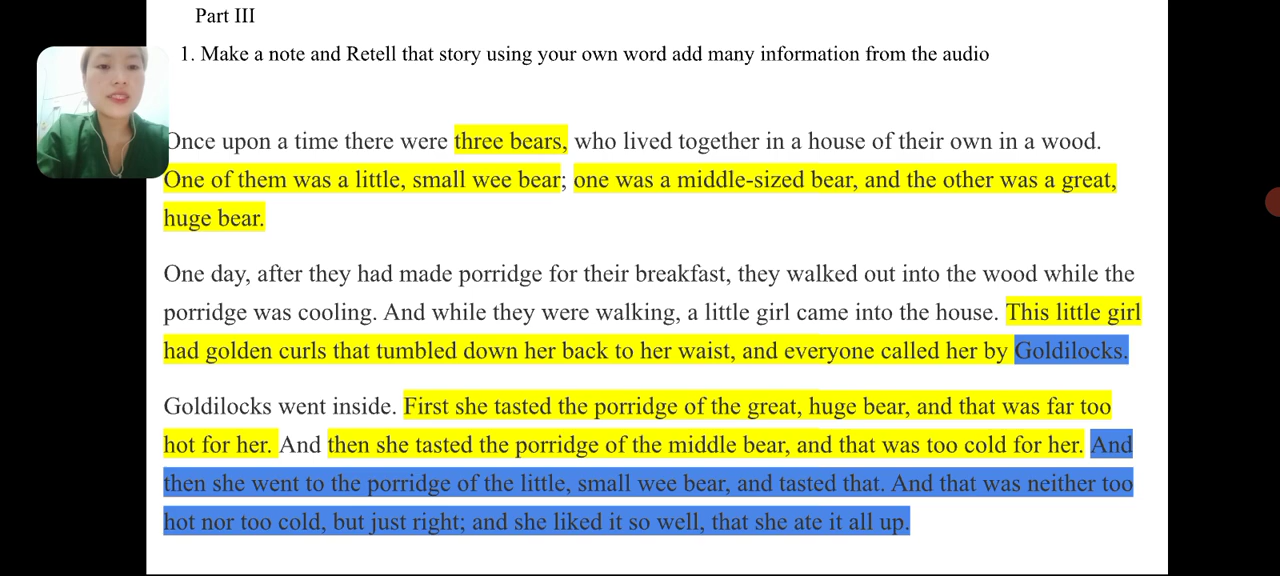 Part III
1. Make a note and Retell that story using your own word add many information from the audio
Once upon a time there were three bears, who lived together in a house of their own in a wood.
One of them was a little, small wee bear; one was a middle-sized bear, and the other was a great,
huge bear.
One day, after they had made porridge for their breakfast, they walked out into the wood while the
porridge was cooling. And while they were walking, a little girl came into the house. This little girl
had golden curls that tumbled down her back to her waist, and everyone called her by Goldilocks.
Goldilocks went inside. First she tasted the porridge of the great, huge bear, and that was far too
hot for her. And then she tasted the porridge of the middle bear, and that was too cold for her. And
then she went to the porridge of the little, small wee bear, and tasted that. And that was neither too
hot nor too cold, but just right; and she liked it so well, that she ate it all up.